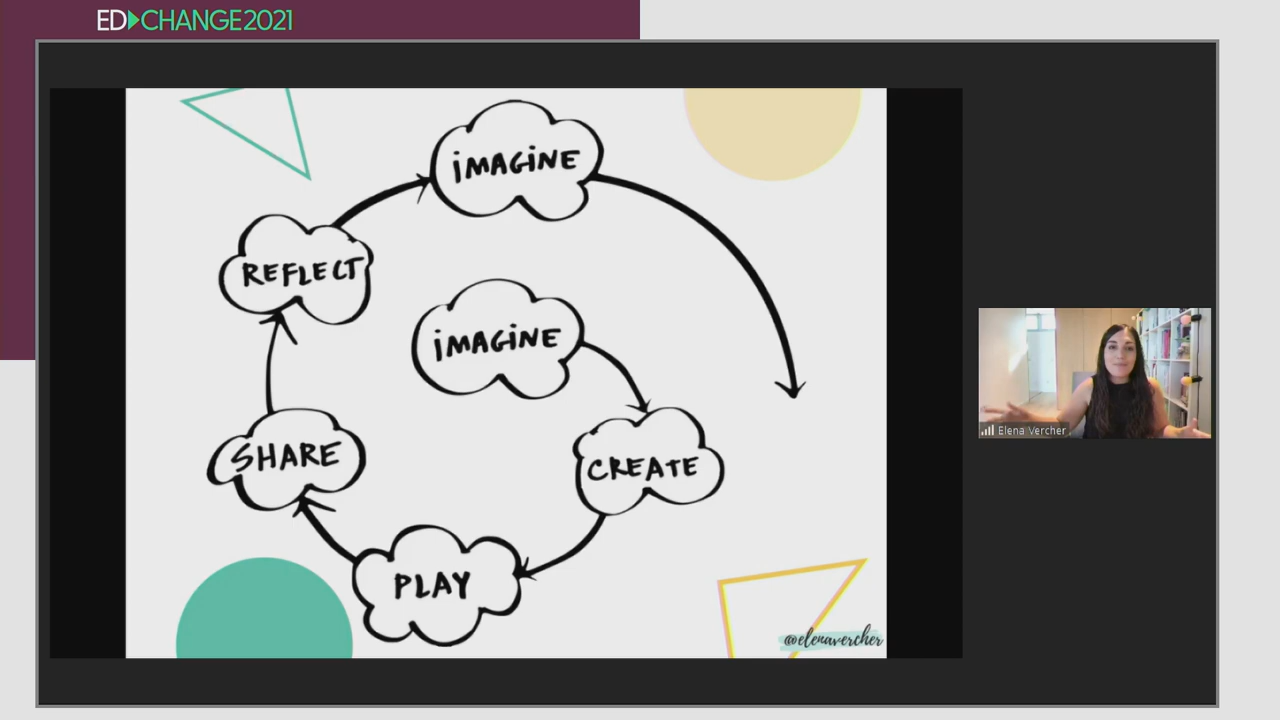 ED CHANGE2021
iMAGiNE
REFLECT
iMAGiNE
SHARE
CREATE
PLAY
@elenavercher
Elena Vercher